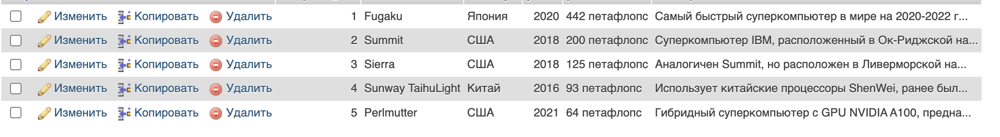 Изменить Копировать Удалить 1 Fugaku Япония 2020 442 петафлопс Самый быстрый суперкомпьютер в мире на 2020-2022 г...
Изменить Копировать Удалить 2 Summit США 2018 200 петафлопс Суперкомпьютер IBM, расположенный в Ок-Риджской на...
Изменить Копировать Удалить 3 Sierra США 2018 125 петафлопс Аналогичен Summit, но расположен в Ливерморской на...
Изменить Копировать Удалить 4 Sunway TaihuLight Китай 2016 93 петафлопс Использует китайские процессоры ShenWei, ранее был...
Изменить Копировать Удалить 5 Perlmutter США 2021 64 петафлопс Гибридный суперкомпьютер с GPU NVIDIA A100, предна...